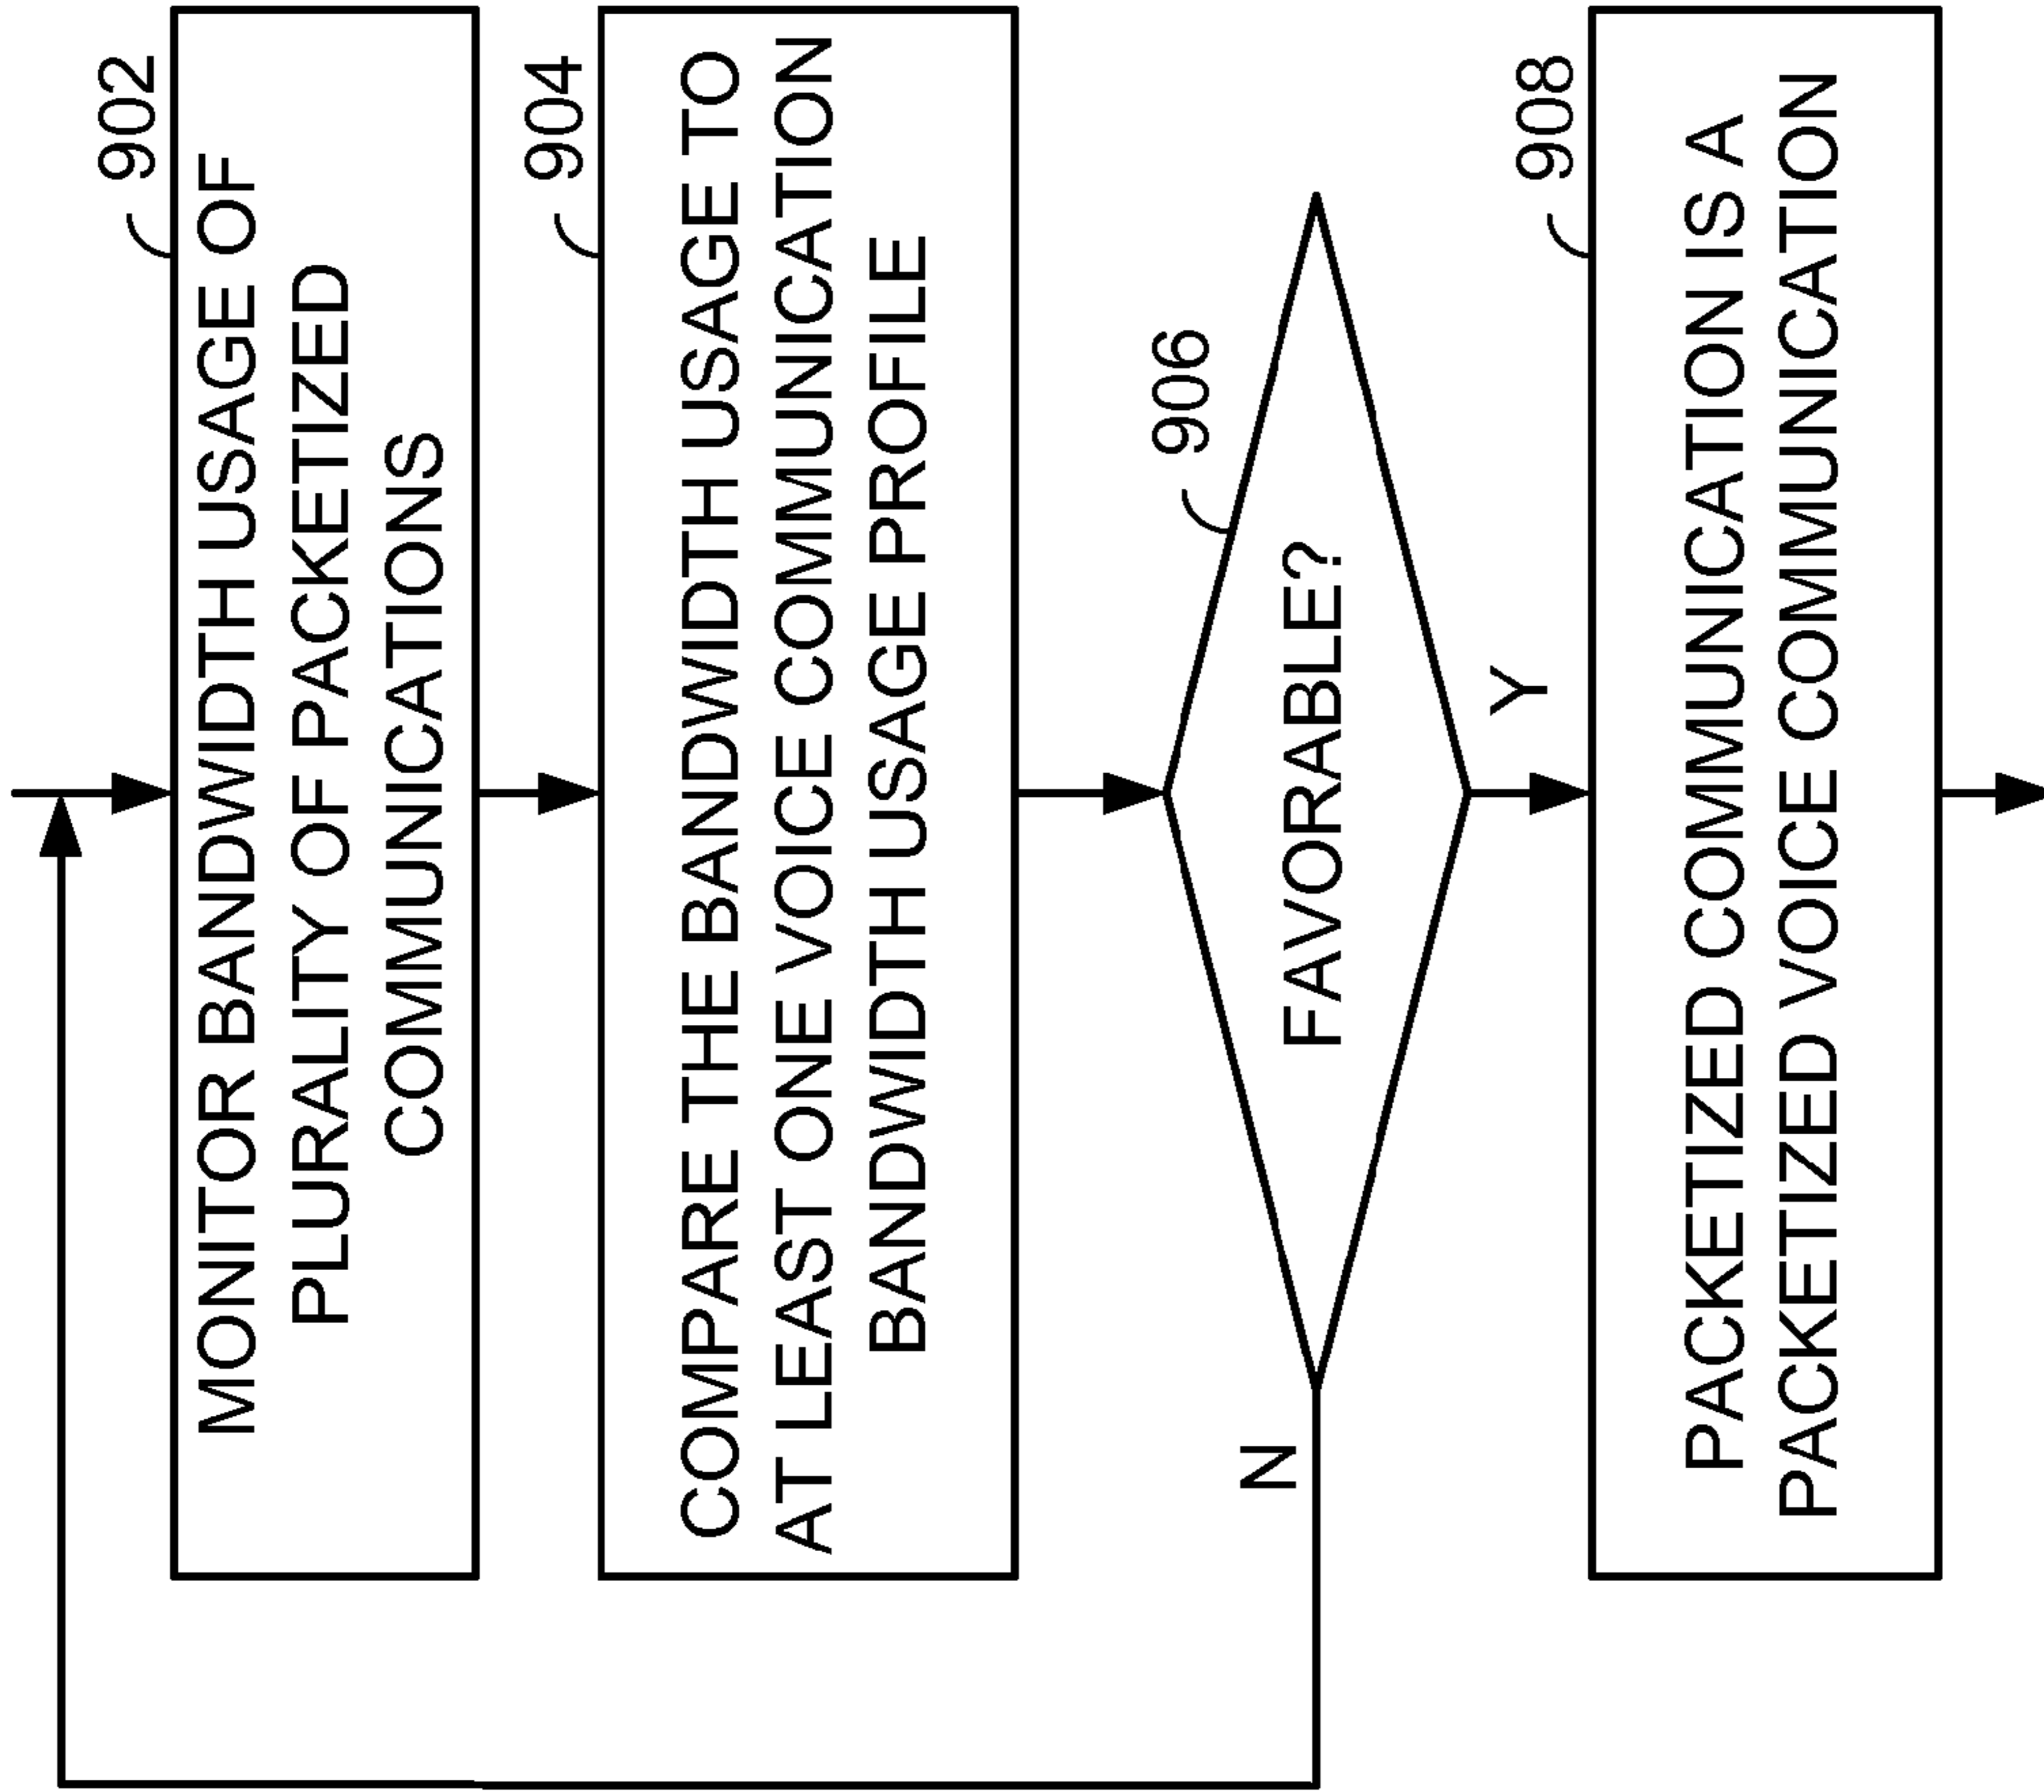 902
MONITOR BANDWIDTH USAGE OF
PLURALITY OF PACKETIZED
COMMUNICATIONS
904
COMPARE THE BANDWIDTH USAGE TO
AT LEAST ONE VOICE COMMUNICATION
BANDWIDTH USAGE PROFILE
906
FAVORABLE?
N
Y
908
PACKETIZED COMMUNICATION IS A
PACKETIZED VOICE COMMUNICATION